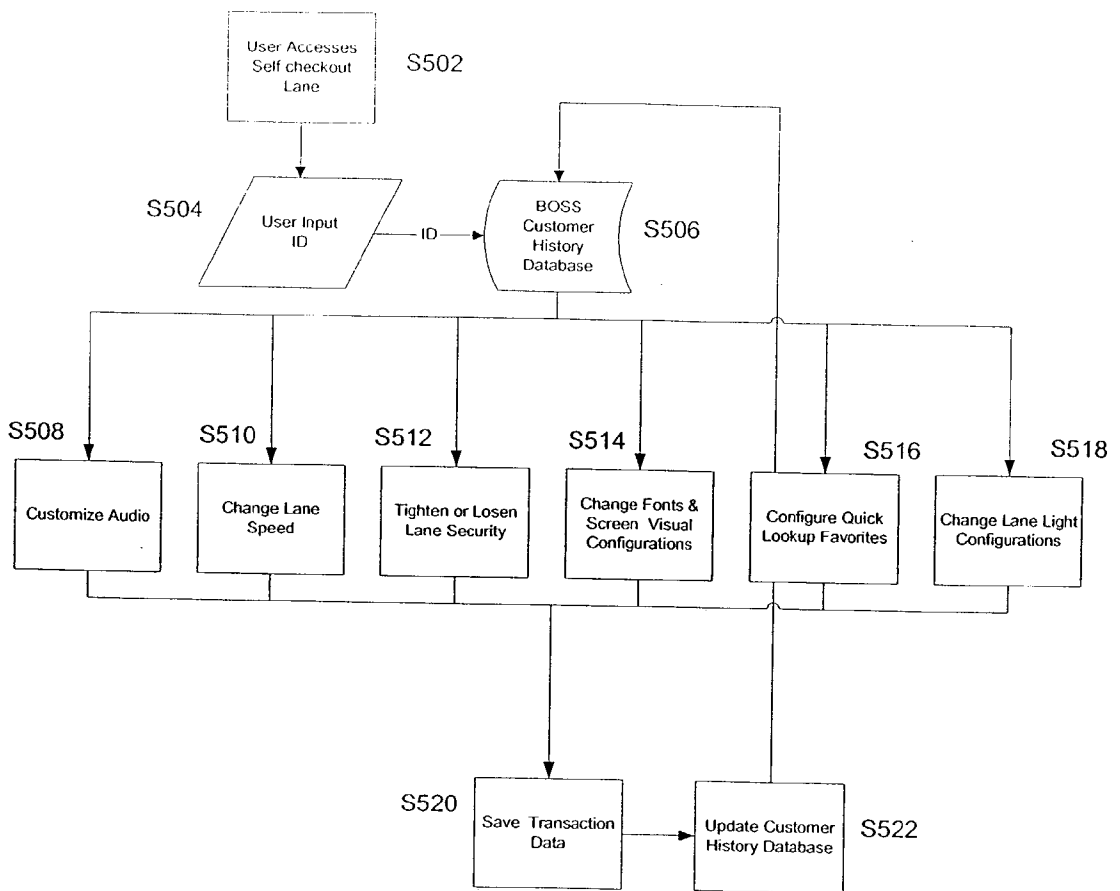 User Accesses
Self checkout
Lane
S502
S504
User Input
ID
ID
BOSS
Customer
History
Database
S506
S508
Customize Audio
S510
Change Lane
Speed
S512
Tighten or Losen
Lane Security
S514
Change Fonts &
Screen Visual
Configurations
S516
Configure Quick
Lookup Favorites
S518
Change Lane Light
Configurations
S520
Save Transaction
Data
Update Customer
History Database
S522